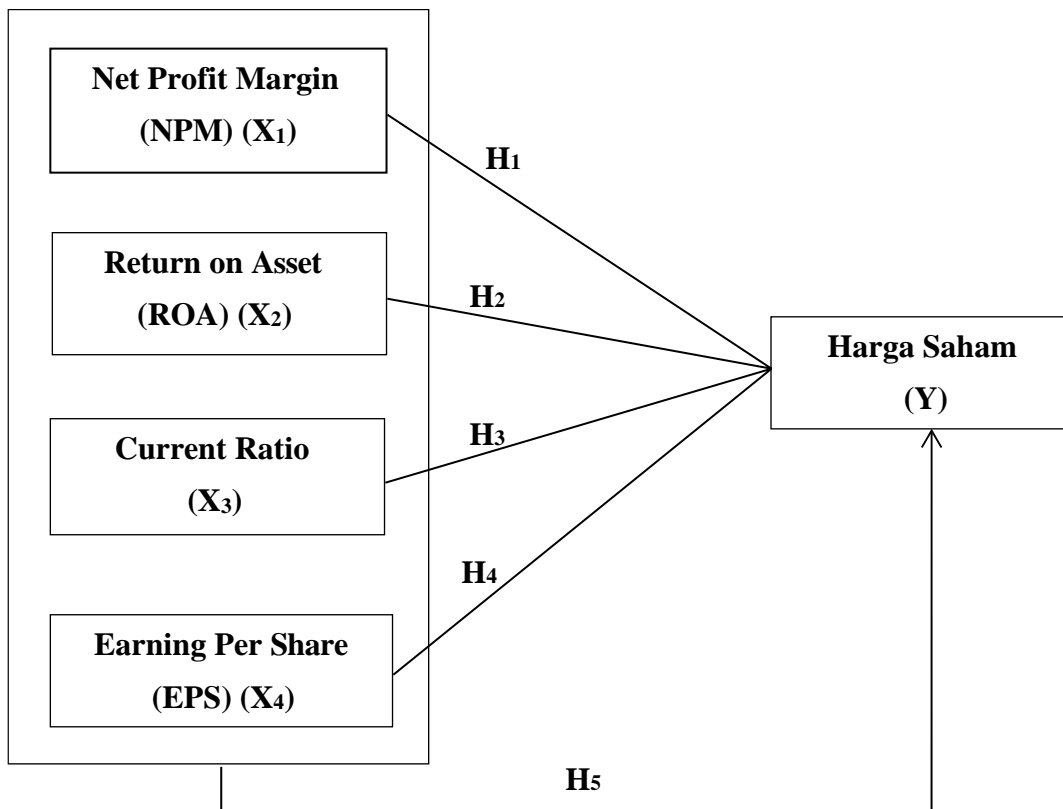 Net Profit Margin
(NPM) (X₁)
H₁
Return on Asset
(ROA) (X₂)
H₂
Harga Saham
(Y)
Current Ratio
(X₃)
H₃
Earning Per Share
(EPS) (X₄)
H₄
H₅